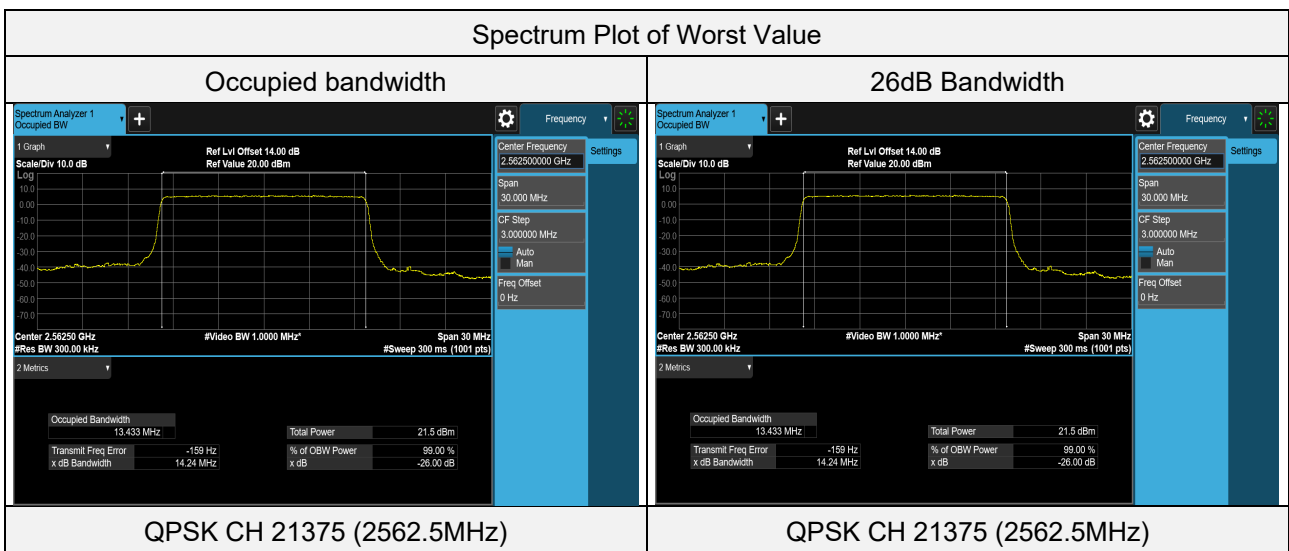 Spectrum Plot of Worst Value
Occupied bandwidth
26dB Bandwidth
Spectrum Analyzer 1
Occupied BW
+
Frequency
1 Graph
Scale/Div 10.0 dB
Ref Lvl Offset 14.00 dB
Ref Value 20.00 dBm
Log
10.0
0.00
-10.0
-20.0
-30.0
-40.0
-50.0
-60.0
-70.0
Center 2.56250 GHz
#Res BW 300.00 kHz
#Video BW 1.0000 MHz*
Span 30 MHz
#Sweep 300 ms (1001 pts)
Center Frequency
2.562500000 GHz
Settings
Span
30.000 MHz
CF Step
3.000000 MHz
Auto
Man
Freq Offset
0 Hz
2 Metrics
Occupied Bandwidth
13.433 MHz
Total Power 21.5 dBm
Transmit Freq Error -159 Hz
% of OBW Power 99.00 %
x dB Bandwidth 14.24 MHz
x dB -26.00 dB
Spectrum Analyzer 1
Occupied BW
+
Frequency
1 Graph
Scale/Div 10.0 dB
Ref Lvl Offset 14.00 dB
Ref Value 20.00 dBm
Log
10.0
0.00
-10.0
-20.0
-30.0
-40.0
-50.0
-60.0
-70.0
Center 2.56250 GHz
#Res BW 300.00 kHz
#Video BW 1.0000 MHz*
Span 30 MHz
#Sweep 300 ms (1001 pts)
Center Frequency
2.562500000 GHz
Settings
Span
30.000 MHz
CF Step
3.000000 MHz
Auto
Man
Freq Offset
0 Hz
2 Metrics
Occupied Bandwidth
13.433 MHz
Total Power 21.5 dBm
Transmit Freq Error -159 Hz
% of OBW Power 99.00 %
x dB Bandwidth 14.24 MHz
x dB -26.00 dB
QPSK CH 21375 (2562.5MHz)
QPSK CH 21375 (2562.5MHz)